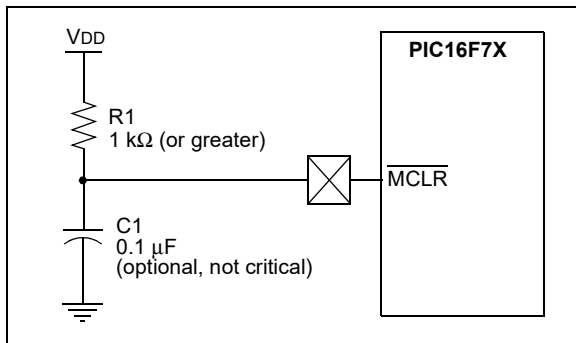 VDD
PIC16F7X
R1
1 kΩ (or greater)
MCLR
C1
0.1 μF
(optional, not critical)